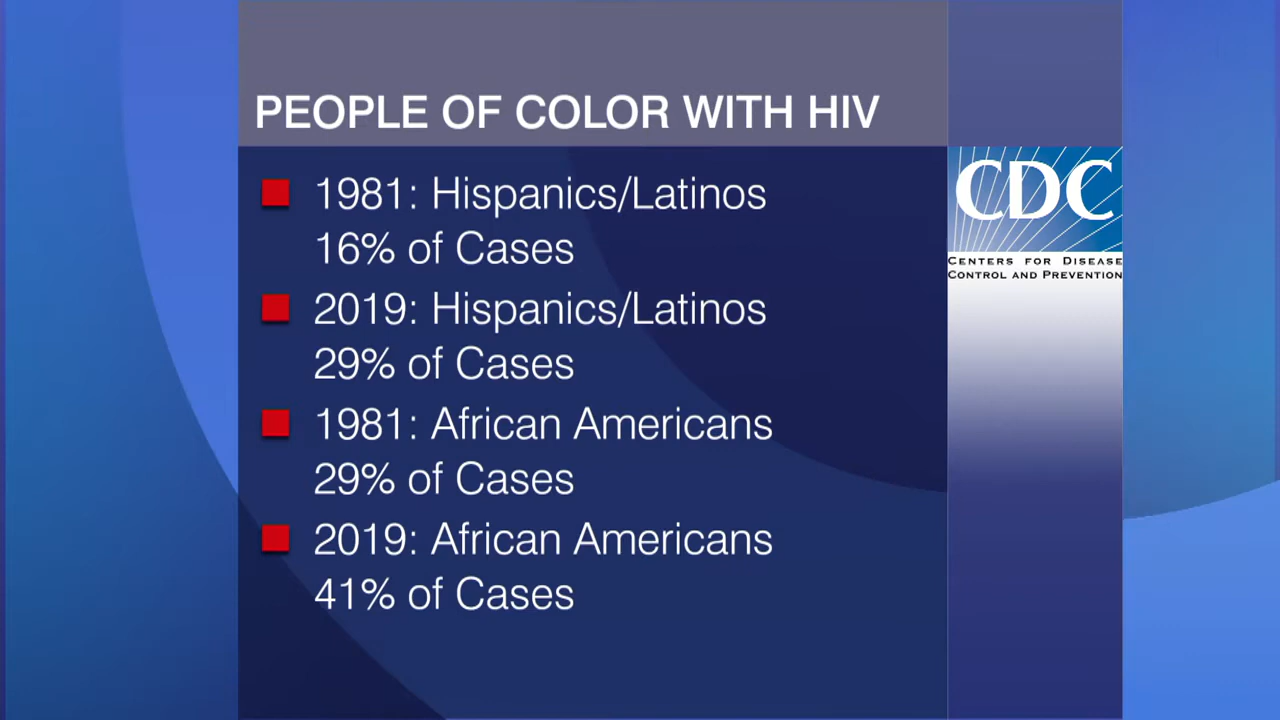 PEOPLE OF COLOR WITH HIV
1981: Hispanics/Latinos
16% of Cases
2019: Hispanics/Latinos
29% of Cases
1981: African Americans
29% of Cases
2019: African Americans
41% of Cases
CDC
CENTERS FOR DISEASE
CONTROL AND PREVENTION